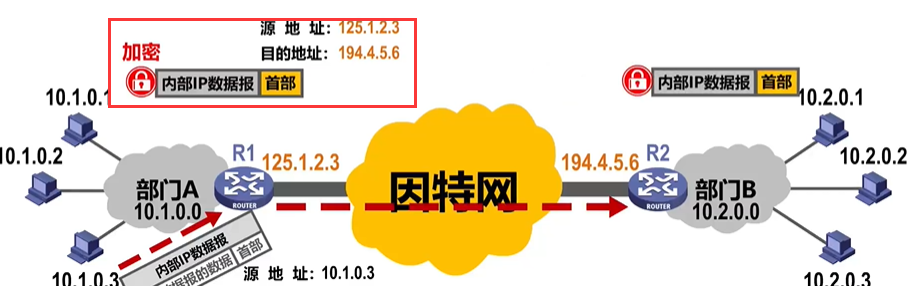 源 地 址：125.1.2.3
目的地址：194.4.5.6
加密
内部IP数据报 首部
内部IP数据报 首部
10.1.0.1
10.2.0.1
10.1.0.2
R1
125.1.2.3
194.4.5.6
R2
10.2.0.2
部门A
10.1.0.0
ROUTER
因特网
ROUTER
部门B
10.2.0.0
内部IP数据报
据报的数据 首部
10.1.0.3
源 地 址：10.1.0.3
10.2.0.3